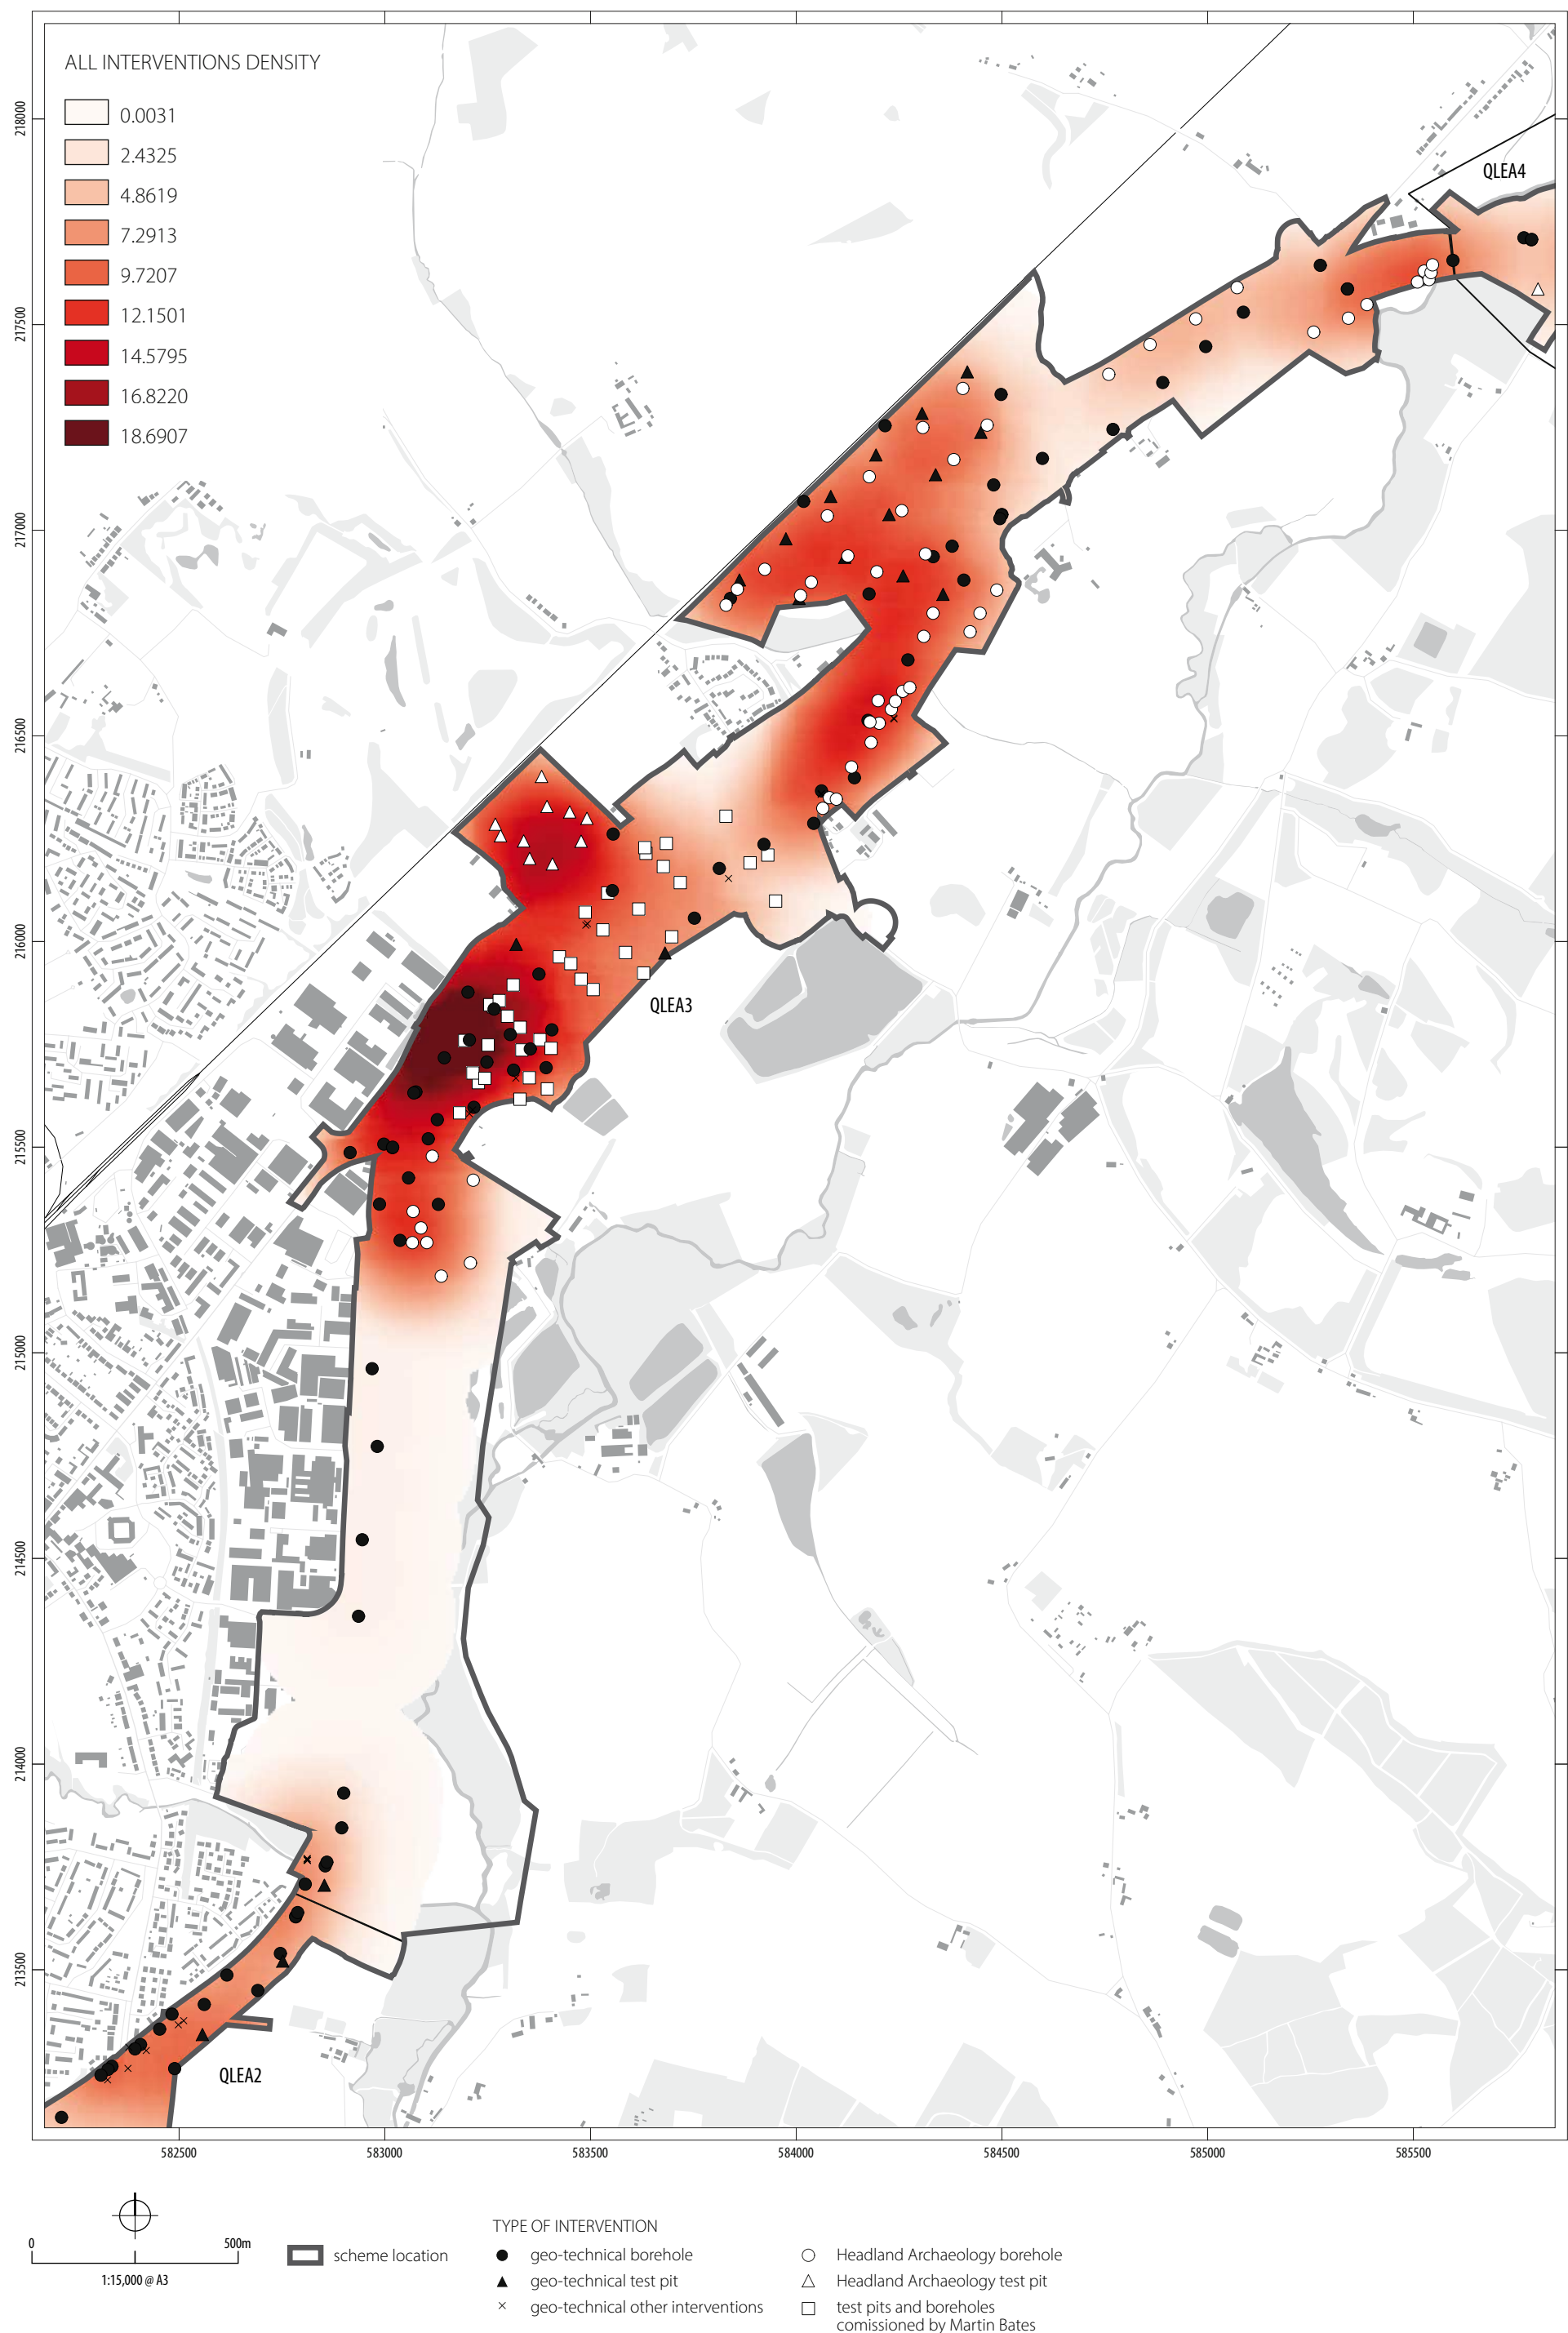 ALL INTERVENTIONS DENSITY
0.0031
2.4325
4.8619
7.2913
9.7207
12.1501
14.5795
16.8220
18.6907
218000
217500
217000
216500
216000
215500
215000
214500
214000
213500
QLEA4
QLEA3
QLEA2
582500 583000 583500 584000 584500 585000 585500
0 500m
1:15,000 @ A3
scheme location
TYPE OF INTERVENTION
geo-technical borehole
geo-technical test pit
geo-technical other interventions
Headland Archaeology borehole
Headland Archaeology test pit
test pits and boreholes
comissioned by Martin Bates